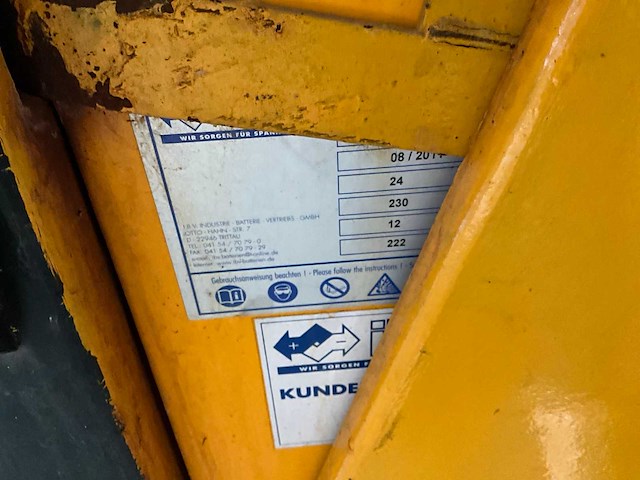 WIR SORGEN FÜR
08 / 2014
24
230
12
222
I.B.V. INDUSTRIE - BATTERIE - VERTRIEBS - GMBH
OTTO - HAHN - STR. 7
D - 22946 TRITTAU
TEL.: 041 54 / 70 79 - 0
FAX: 041 54 / 70 79 - 29
Gebrauchsanweisung beachten ! - Please follow the instructions !
WIR SORGEN
KUNDE